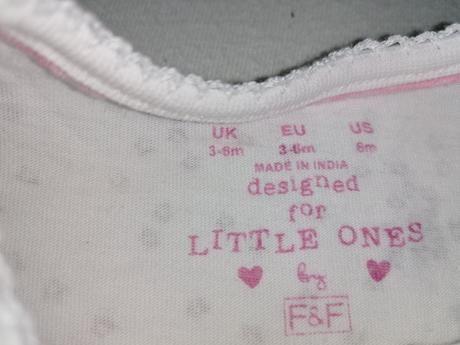 UK EU US
3-6m 3-6m 6m
MADE IN INDIA
designed
for
LITTLE ONES
by
F&F